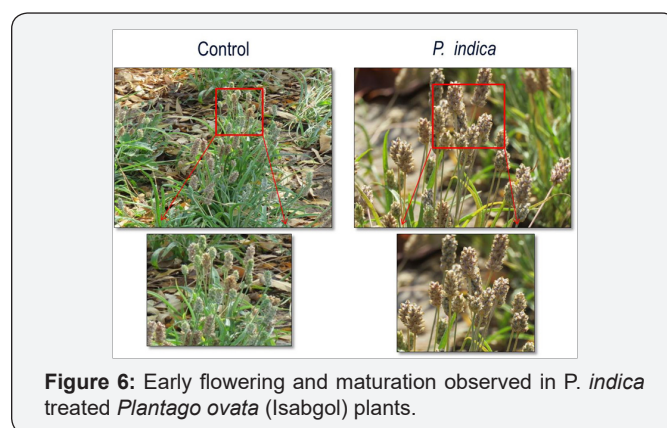 Control
P. indica
Figure 6: Early flowering and maturation observed in P. indica
treated Plantago ovata (Isabgol) plants.